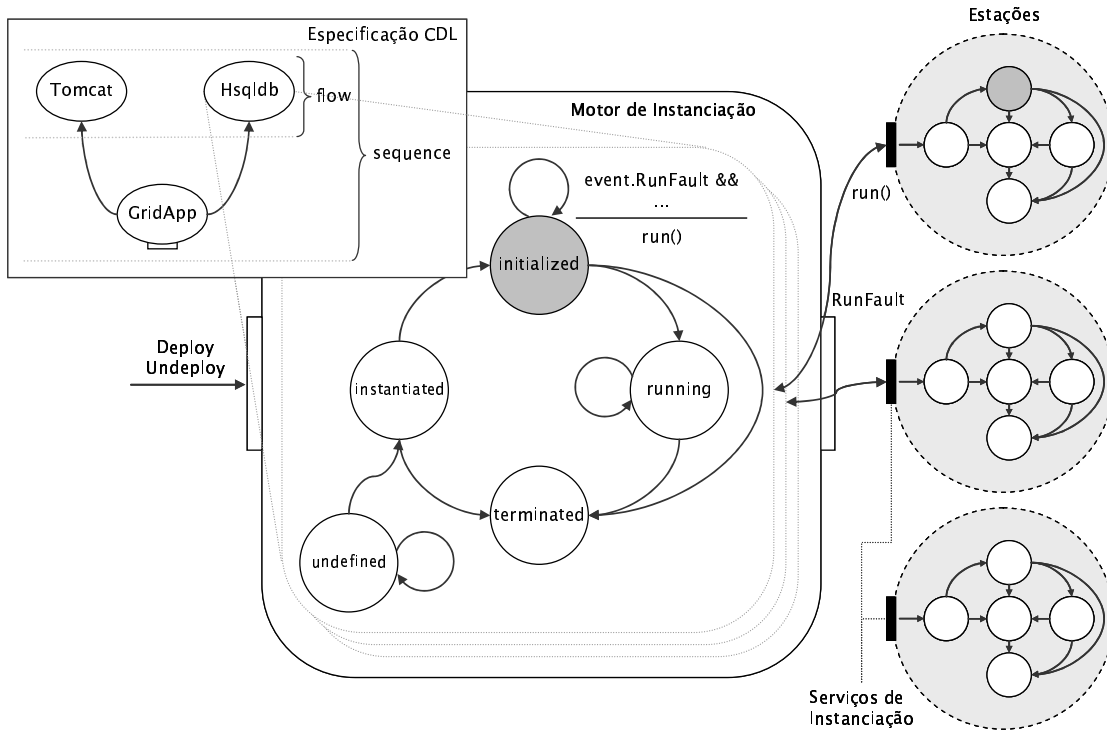 Especificação CDL
Tomcat
Hsqldb
flow
sequence
GridApp
Motor de Instanciação
event.RunFault &&
...
run()
initialized
instantiated
running
terminated
undefined
Deploy
Undeploy
Estações
run()
RunFault
Serviços de
Instanciação